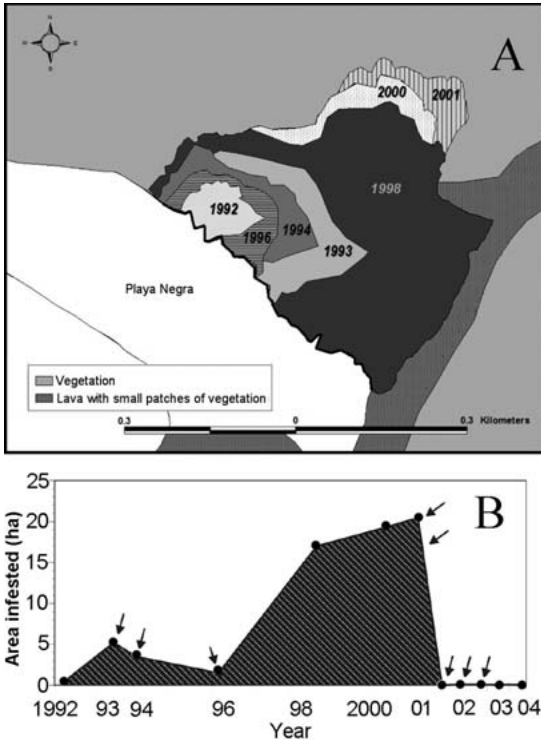 A
N
E
S
2000
2001
1998
1992
1996
1994
1993
Playa Negra
Vegetation
Lava with small patches of vegetation
0.3 0 0.3 Kilometers
B
Area infested (ha)
25
20
15
10
5
0
1992 93 94 96 98 2000 01 02 03 04
Year